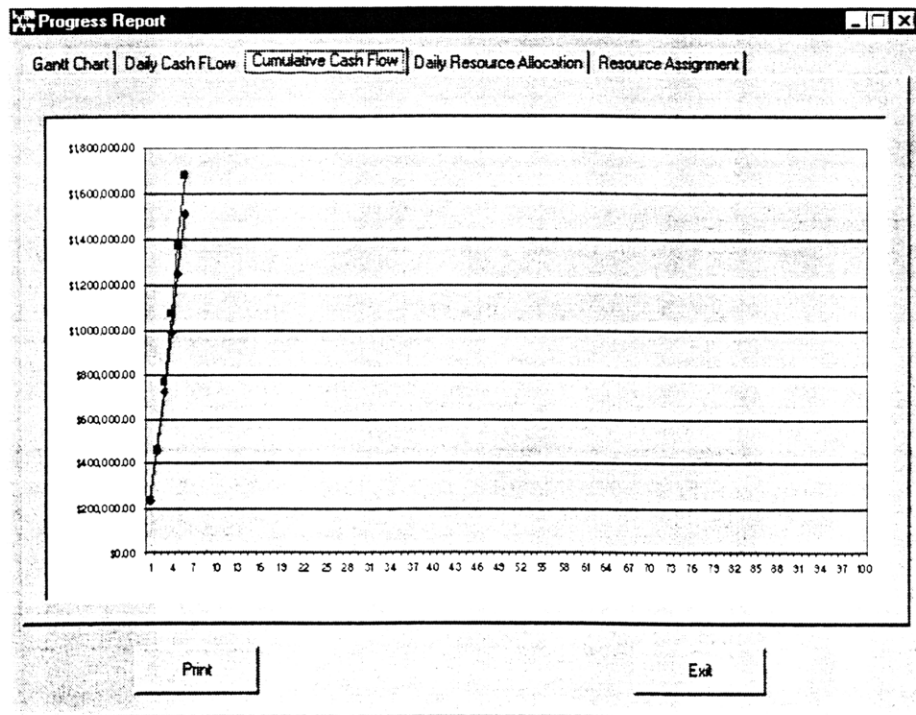 Progress Report
Gantt Chart Daily Cash FLow Cumulative Cash Flow Daily Resource Allocation Resource Assignment
$1,800,000.00
$1,600,000.00
$1,400,000.00
$1,200,000.00
$1,000,000.00
$800,000.00
$600,000.00
$400,000.00
$200,000.00
$0.00
1 4 7 10 13 16 19 22 25 28 31 34 37 40 43 46 49 52 55 58 61 64 67 70 73 76 79 82 85 88 91 94 97 100
Print Exit